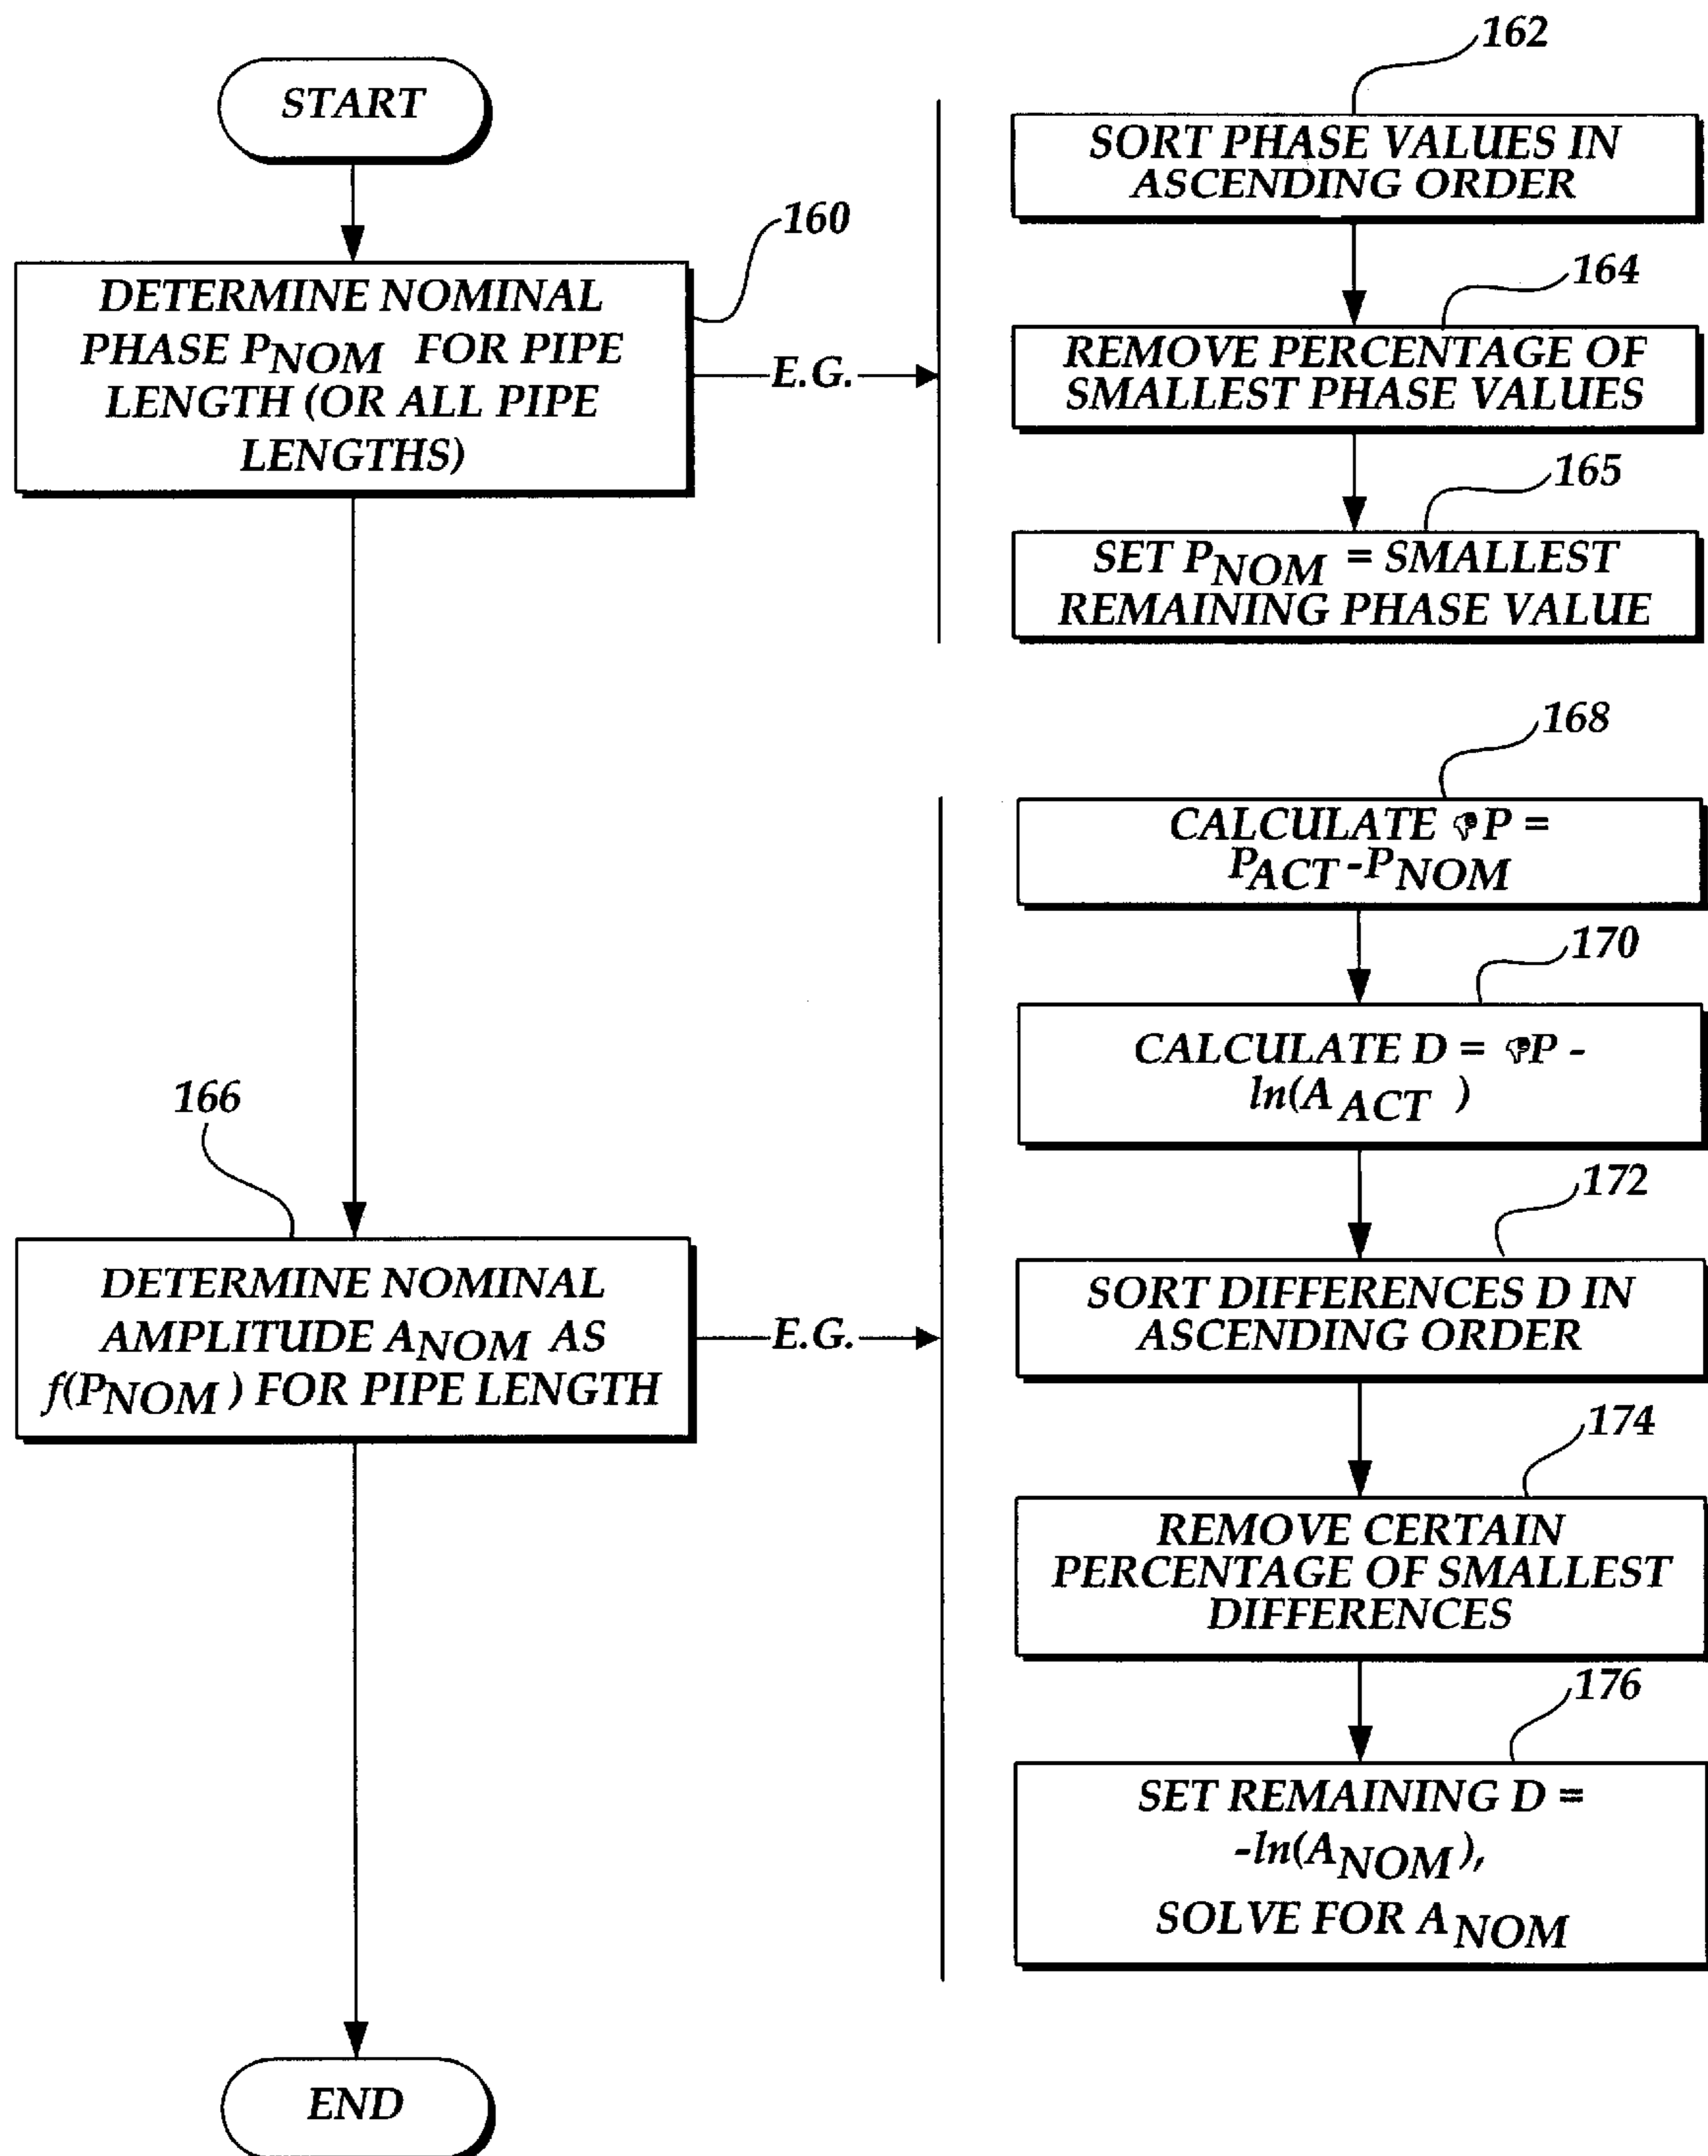 START
160
DETERMINE NOMINAL
PHASE PNOM FOR PIPE
LENGTH (OR ALL PIPE
LENGTHS)
E.G.
162
SORT PHASE VALUES IN
ASCENDING ORDER
164
REMOVE PERCENTAGE OF
SMALLEST PHASE VALUES
165
SET PNOM = SMALLEST
REMAINING PHASE VALUE
166
DETERMINE NOMINAL
AMPLITUDE ANOM AS
f(PNOM) FOR PIPE LENGTH
E.G.
168
CALCULATE P =
PACT-PNOM
170
CALCULATE D = P -
ln(AACT)
172
SORT DIFFERENCES D IN
ASCENDING ORDER
174
REMOVE CERTAIN
PERCENTAGE OF SMALLEST
DIFFERENCES
176
SET REMAINING D =
-ln(ANOM),
SOLVE FOR ANOM
END